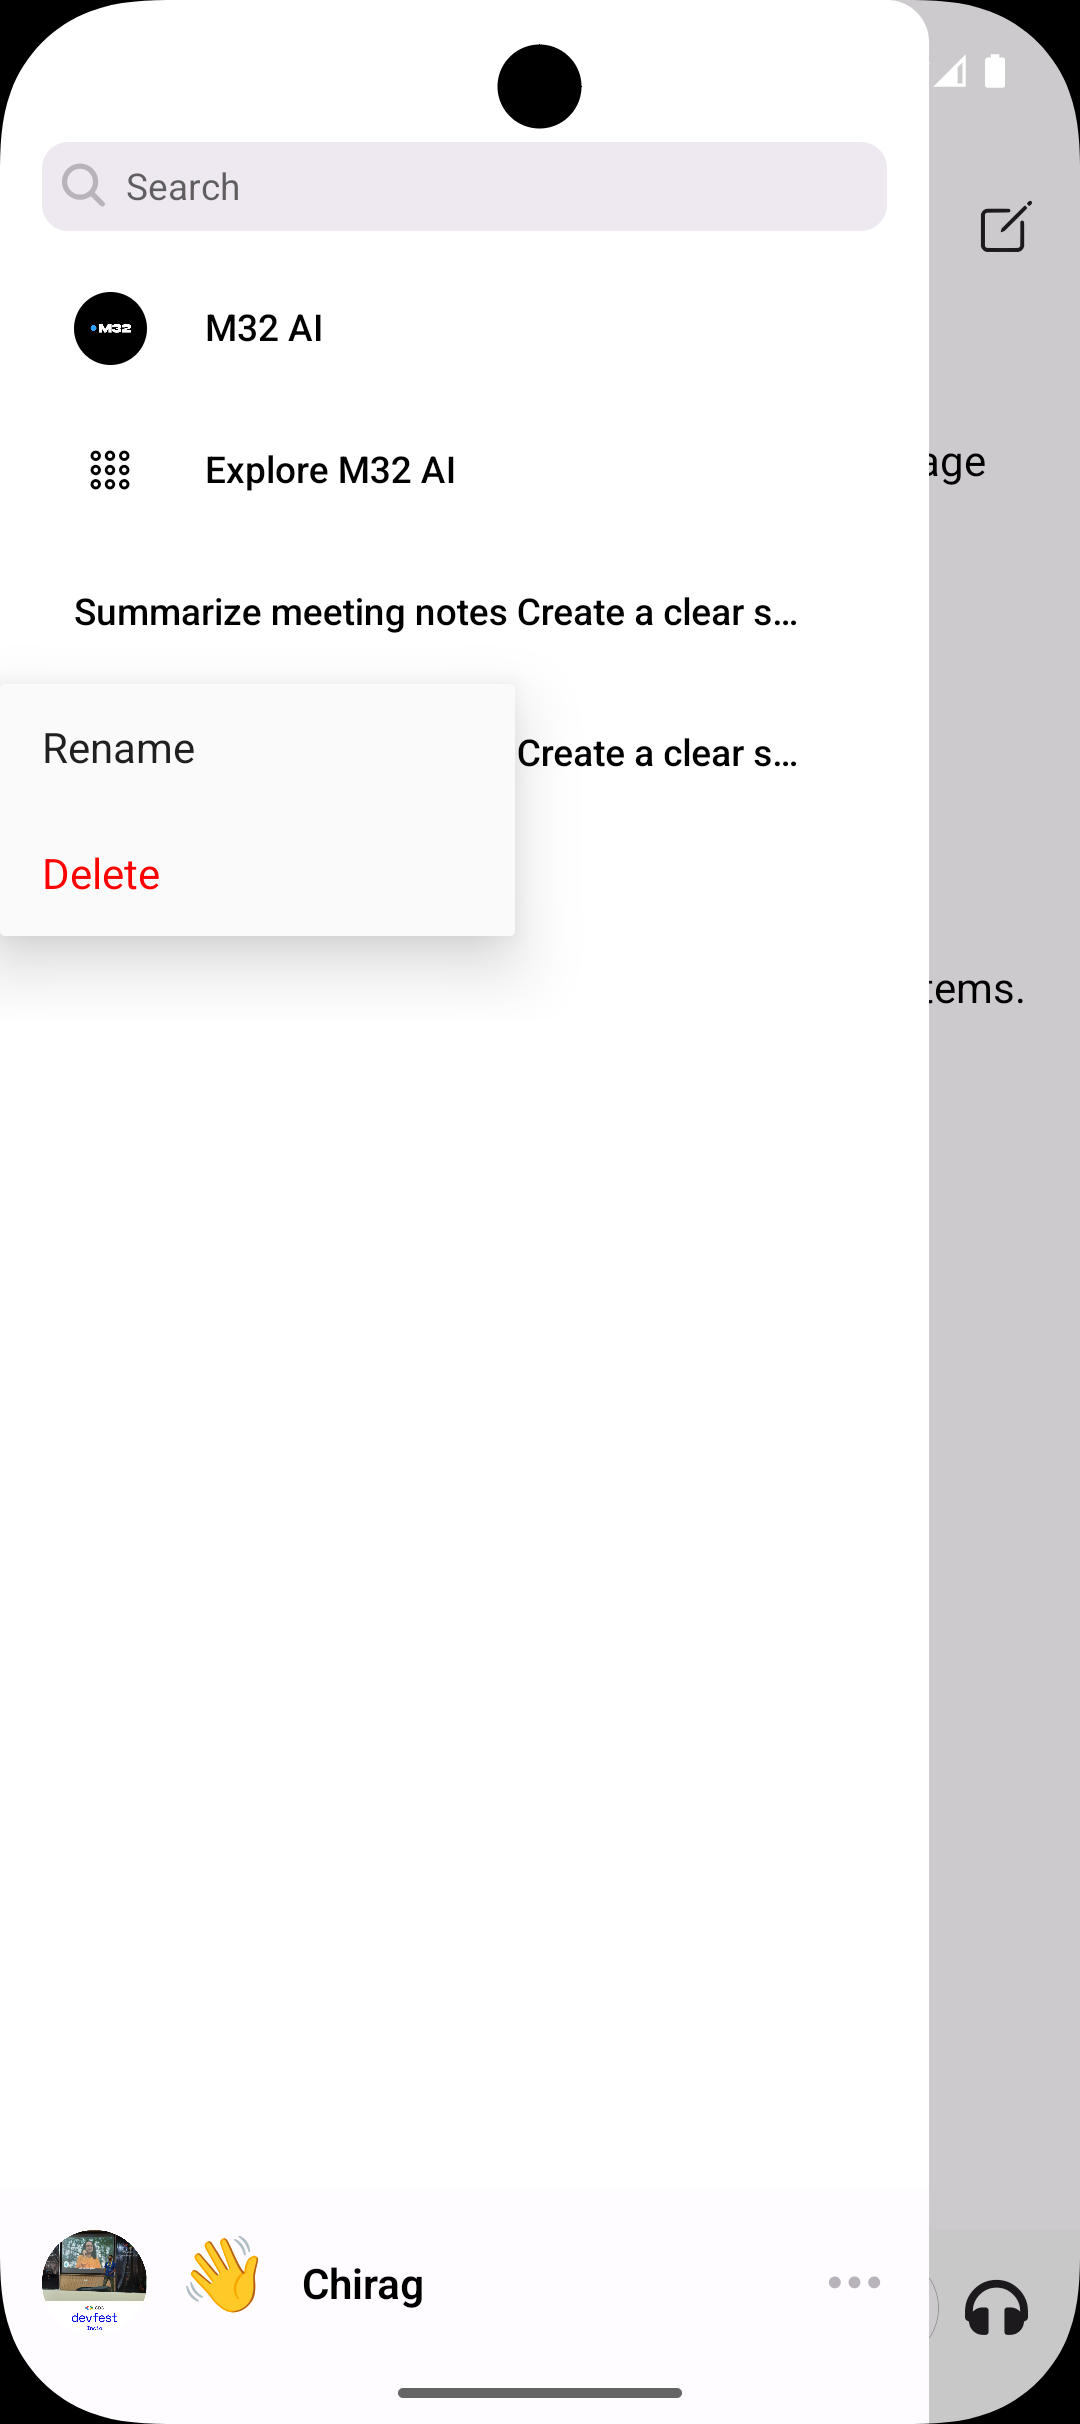 Search
M32
M32 AI
Explore M32 AI
age
Summarize meeting notes Create a clear s...
Rename
Create a clear s...
Delete
tems.
devfest
India
Chirag